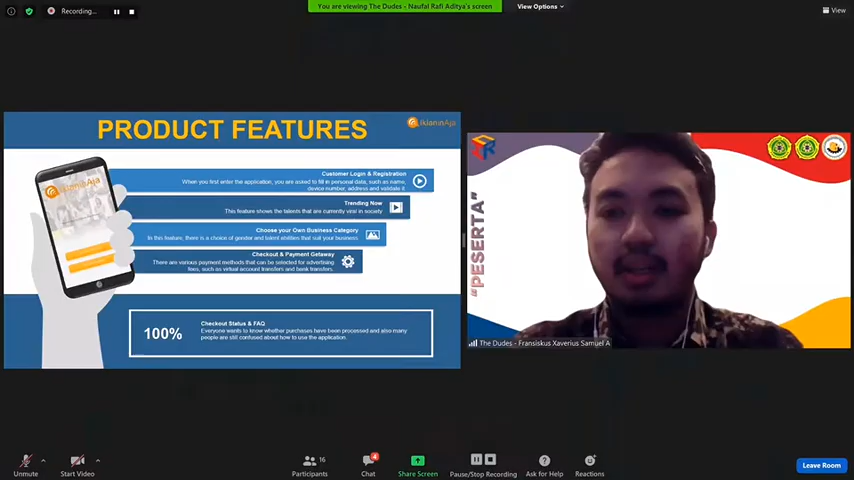 Recording...
You are viewing The Dudes - Naufal Rafi Aditya's screen
View Options
View
PRODUCT FEATURES
IkloninAja
Customer Login & Registration
When you first enter the application, you are asked to fill in personal data, such as name,
device number, address and validate it.
Trending Now
This feature shows the talents that are currently viral in society
Choose your Own Business Category
In this feature, there is a choice of gender and talent abilities that suit your business
Checkout & Payment Getaway
There are various payment methods that can be selected for advertising
fees, such as virtual account transfers and bank transfers.
100%
Checkout Status & FAQ
Everyone wants to know whether purchases have been processed and also many
people are still confused about how to use the application.
"PESERTA"
The Dudes - Fransiskus Xaverius Samuel A
Unmute
Start Video
Participants
16
Chat
4
Share Screen
Pause/Stop Recording
Ask for Help
Reactions
Leave Room